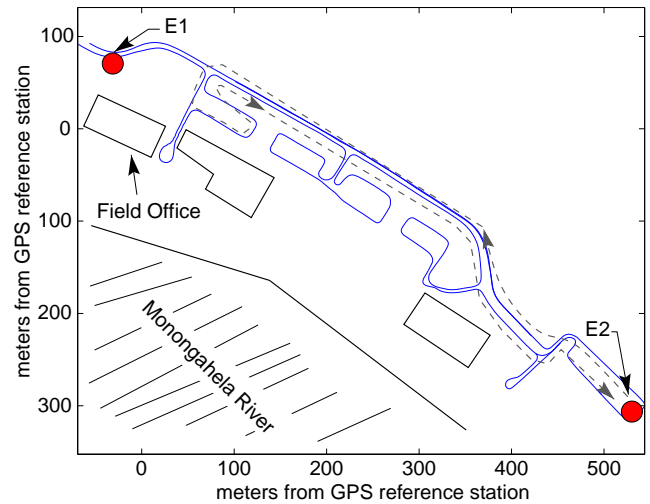 E1
100
0
100
200
300
meters from GPS reference station
Field Office
Monongahela River
E2
0
100
200
300
400
500
meters from GPS reference station